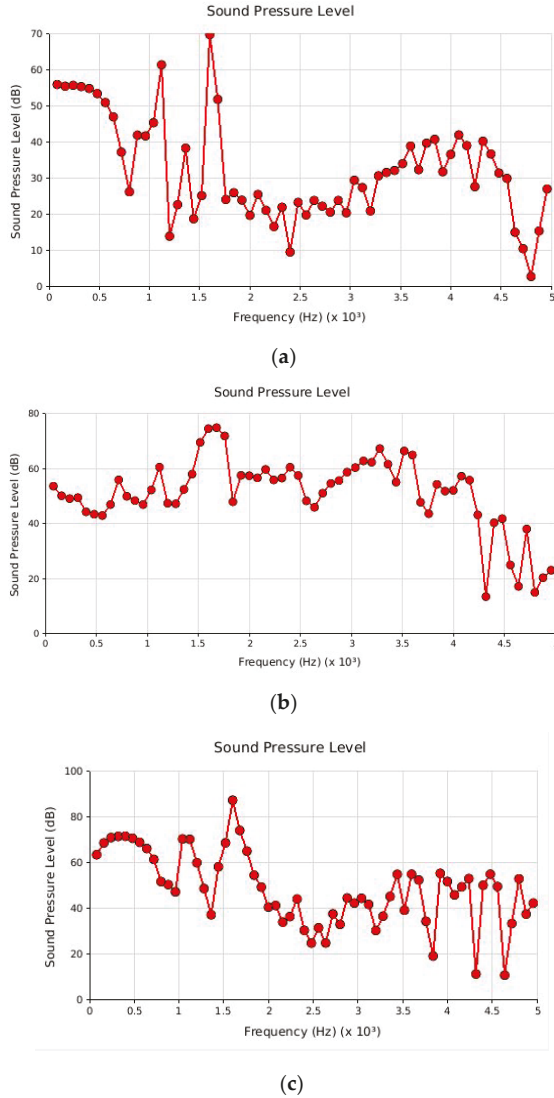 Sound Pressure Level
70
60
50
40
30
20
10
0
Sound Pressure Level (dB)
0 0.5 1 1.5 2 2.5 3 3.5 4 4.5 5
Frequency (Hz) (x 10³)
(a)
Sound Pressure Level
80
60
40
20
0
Sound Pressure Level (dB)
0 0.5 1 1.5 2 2.5 3 3.5 4 4.5
Frequency (Hz) (x 10³)
(b)
Sound Pressure Level
100
80
60
40
20
0
Sound Pressure Level (dB)
0 0.5 1 1.5 2 2.5 3 3.5 4 4.5 5
Frequency (Hz) (x 10³)
(c)